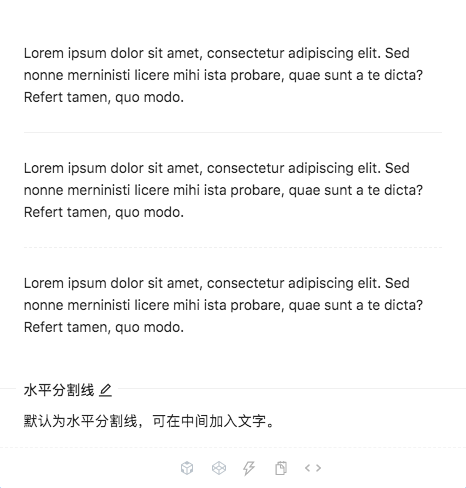 Lorem ipsum dolor sit amet, consectetur adipiscing elit. Sed
nonne merninisti licere mihi ista probare, quae sunt a te dicta?
Refert tamen, quo modo.
Lorem ipsum dolor sit amet, consectetur adipiscing elit. Sed
nonne merninisti licere mihi ista probare, quae sunt a te dicta?
Refert tamen, quo modo.
Lorem ipsum dolor sit amet, consectetur adipiscing elit. Sed
nonne merninisti licere mihi ista probare, quae sunt a te dicta?
Refert tamen, quo modo.
水平分割线
默认为水平分割线，可在中间加入文字。